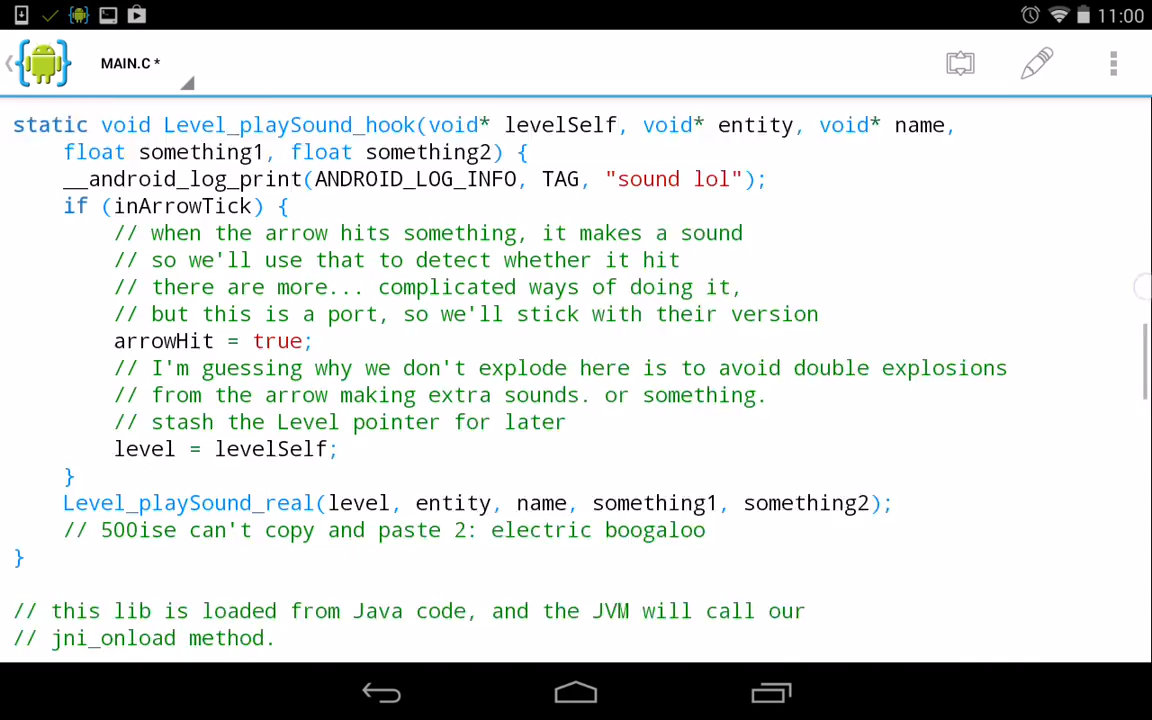 11:00
MAIN.C *
static void Level_playSound_hook(void* levelSelf, void* entity, void* name,
float something1, float something2) {
__android_log_print(ANDROID_LOG_INFO, TAG, "sound lol");
if (inArrowTick) {
// when the arrow hits something, it makes a sound
// so we'll use that to detect whether it hit
// there are more... complicated ways of doing it,
// but this is a port, so we'll stick with their version
arrowHit = true;
// I'm guessing why we don't explode here is to avoid double explosions
// from the arrow making extra sounds. or something.
// stash the Level pointer for later
level = levelSelf;
}
Level_playSound_real(level, entity, name, something1, something2);
// 500ise can't copy and paste 2: electric boogaloo
}
// this lib is loaded from Java code, and the JVM will call our
// jni_onload method.